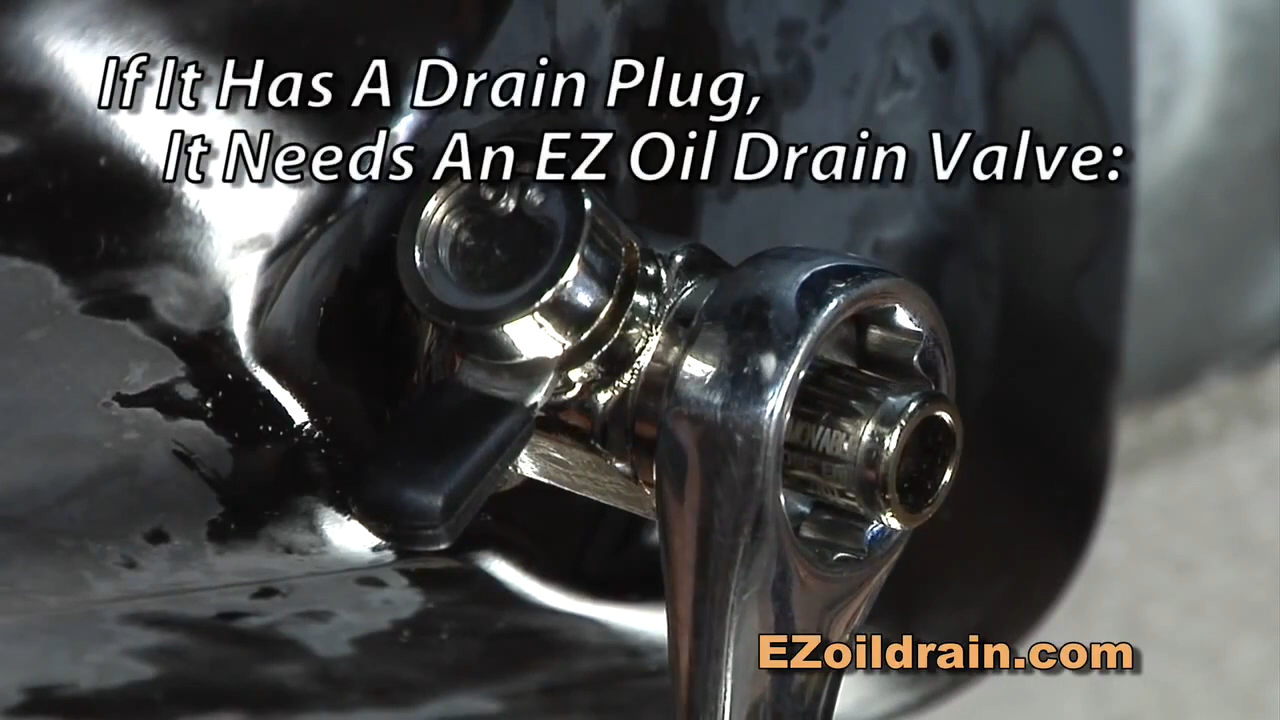 If It Has A Drain Plug,
It Needs An EZ Oil Drain Valve:
EZoildrain.com